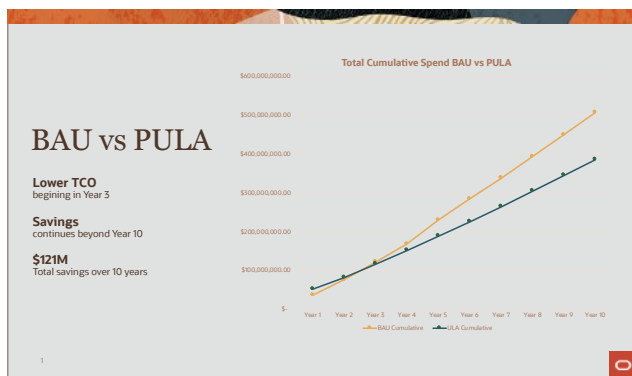 Total Cumulative Spend BAU vs PULA
$600,000,000.00
$500,000,000.00
$400,000,000.00
$300,000,000.00
$200,000,000.00
$100,000,000.00
$-
Year 1 Year 2 Year 3 Year 4 Year 5 Year 6 Year 7 Year 8 Year 9 Year 10
BAU Cumulative ULA Cumulative
BAU vs PULA
Lower TCO
begining in Year 3
Savings
continues beyond Year 10
$121M
Total savings over 10 years
1